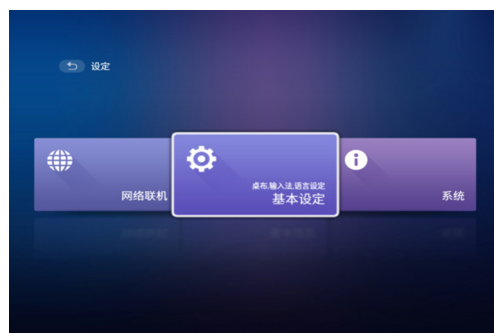 设定
网络联机
桌布,输入法,语言设定
基本设定
系统